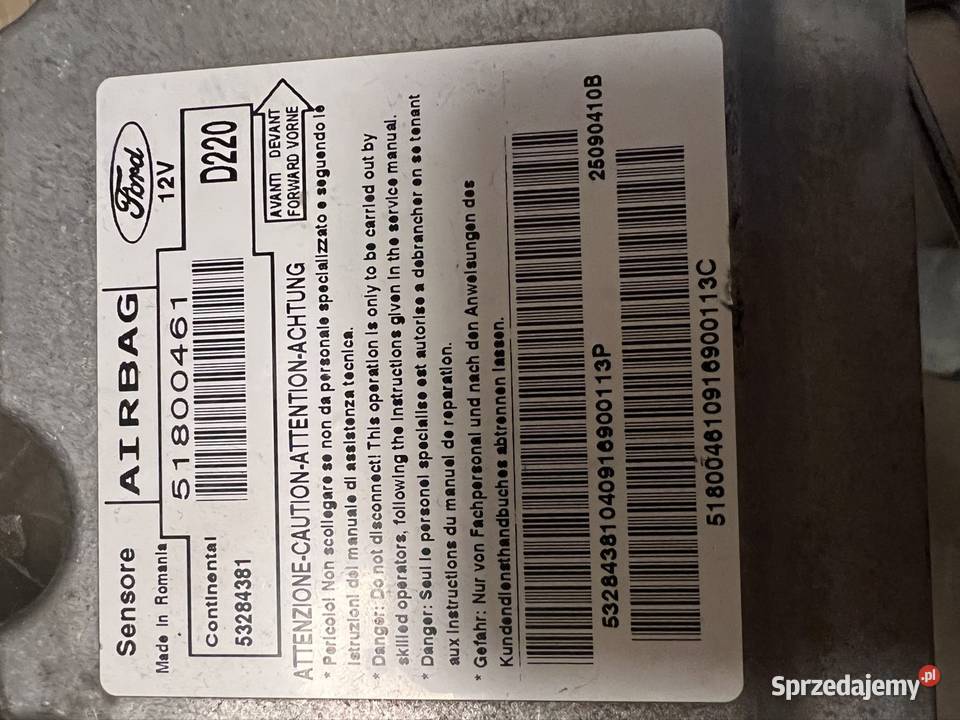 Sensore AIRBAG Ford
Made in Romania 51800461 12V
Continental D220
53284381
AVANTI DEVANT
FORWARD VORNE
ATTENZIONE-CAUTION-ATTENTION-ACHTUNG
* Pericolo! Non scollegare se non da personale specializzato e seguendo le
istruzioni del manuale di assistenza tecnica.
* Danger: Do not disconnect! This operation is only to be carried out by
skilled operators, following the instructions given in the service manual.
* Danger: Seul le personel specialise est autorise a debrancher en se tenant
aux instructions du manuel de reparation.
* Gefahr: Nur von Fachpersonal und nach den Anweisungen des
Kundendiensthandbuches abtrennen lassen.
53284381040916900113P 25090410B
518004610916900113C
Sprzedajemy.pl